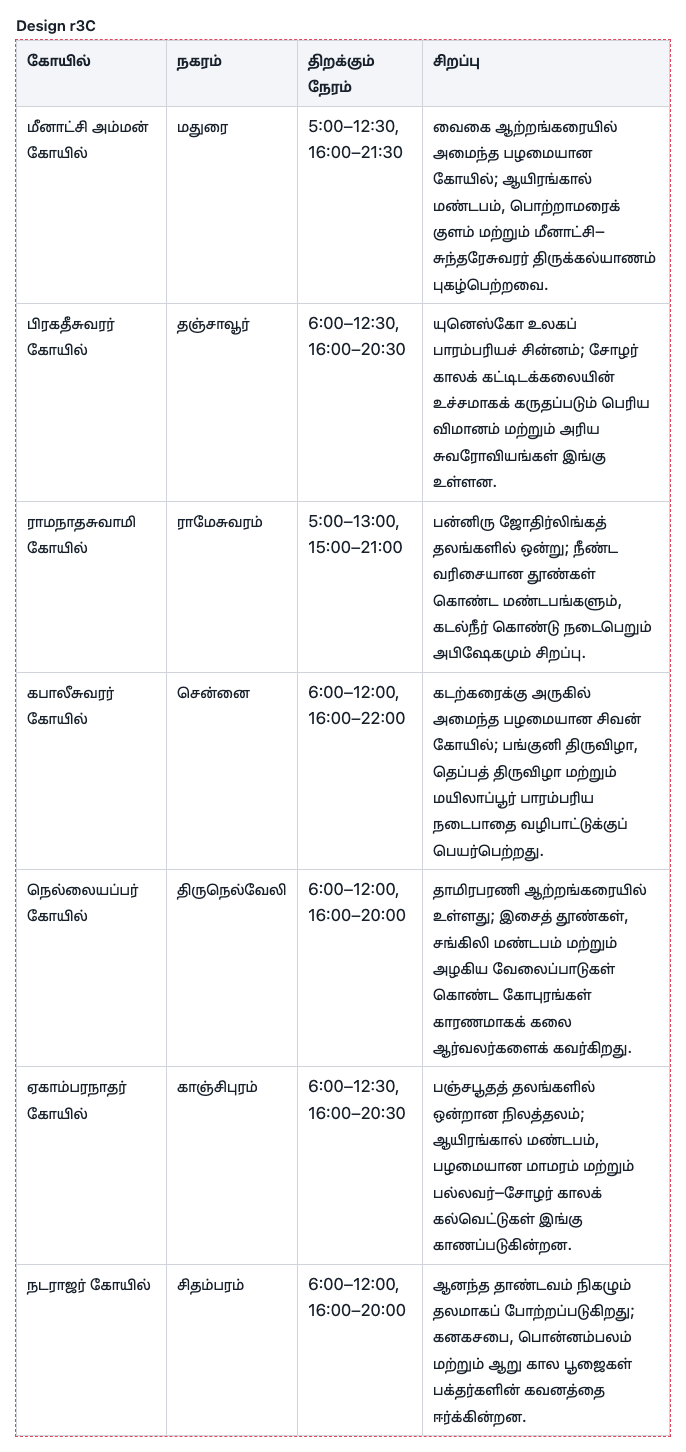 Design r3C
கோயில்
நகரம்
திறக்கும்
நேரம்
சிறப்பு
மீனாட்சி அம்மன்
கோயில்
மதுரை
5:00–12:30,
16:00–21:30
வைகை ஆற்றங்கரையில்
அமைந்த பழமையான
கோயில்; ஆயிரங்கால்
மண்டபம், பொற்றாமரைக்
குளம் மற்றும் மீனாட்சி–
சுந்தரேசுவரர் திருக்கல்யாணம்
புகழ்பெற்றவை.
பிரகதீசுவரர்
கோயில்
தஞ்சாவூர்
6:00–12:30,
16:00–20:30
யுனெஸ்கோ உலகப்
பாரம்பரியச் சின்னம்; சோழர்
காலக் கட்டிடக்கலையின்
உச்சமாகக் கருதப்படும் பெரிய
விமானம் மற்றும் அரிய
சுவரோவியங்கள் இங்கு
உள்ளன.
ராமநாதசுவாமி
கோயில்
ராமேசுவரம்
5:00–13:00,
15:00–21:00
பன்னிரு ஜோதிர்லிங்கத்
தலங்களில் ஒன்று; நீண்ட
வரிசையான தூண்கள்
கொண்ட மண்டபங்களும்,
கடல்நீர் கொண்டு நடைபெறும்
அபிஷேகமும் சிறப்பு.
கபாலீசுவரர்
கோயில்
சென்னை
6:00–12:00,
16:00–22:00
கடற்கரைக்கு அருகில்
அமைந்த பழமையான சிவன்
கோயில்; பங்குனி திருவிழா,
தெப்பத் திருவிழா மற்றும்
மயிலாப்பூர் பாரம்பரிய
நடைபாதை வழிபாட்டுக்குப்
பெயர்பெற்றது.
நெல்லையப்பர்
கோயில்
திருநெல்வேலி
6:00–12:00,
16:00–20:00
தாமிரபரணி ஆற்றங்கரையில்
உள்ளது; இசைத் தூண்கள்,
சங்கிலி மண்டபம் மற்றும்
அழகிய வேலைப்பாடுகள்
கொண்ட கோபுரங்கள்
காரணமாகக் கலை
ஆர்வலர்களைக் கவர்கிறது.
ஏகாம்பரநாதர்
கோயில்
காஞ்சிபுரம்
6:00–12:30,
16:00–20:30
பஞ்சபூதத் தலங்களில்
ஒன்றான நிலத்தலம்;
ஆயிரங்கால் மண்டபம்,
பழமையான மாமரம் மற்றும்
பல்லவர்–சோழர் காலக்
கல்வெட்டுகள் இங்கு
காணப்படுகின்றன.
நடராஜர் கோயில்
சிதம்பரம்
6:00–12:00,
16:00–20:00
ஆனந்த தாண்டவம் நிகழும்
தலமாகப் போற்றப்படுகிறது;
கனகசபை, பொன்னம்பலம்
மற்றும் ஆறு கால பூஜைகள்
பக்தர்களின் கவனத்தை
ஈர்க்கின்றன.